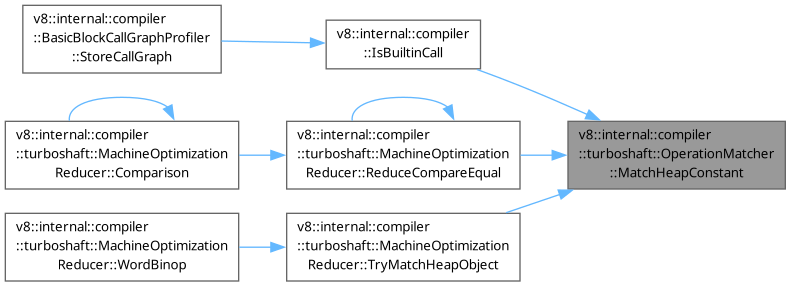 v8::internal::compiler
::BasicBlockCallGraphProfiler
::StoreCallGraph
v8::internal::compiler
::IsBuiltinCall
v8::internal::compiler
::turboshaft::MachineOptimization
Reducer::Comparison
v8::internal::compiler
::turboshaft::MachineOptimization
Reducer::ReduceCompareEqual
v8::internal::compiler
::turboshaft::OperationMatcher
::MatchHeapConstant
v8::internal::compiler
::turboshaft::MachineOptimization
Reducer::WordBinop
v8::internal::compiler
::turboshaft::MachineOptimization
Reducer::TryMatchHeapObject